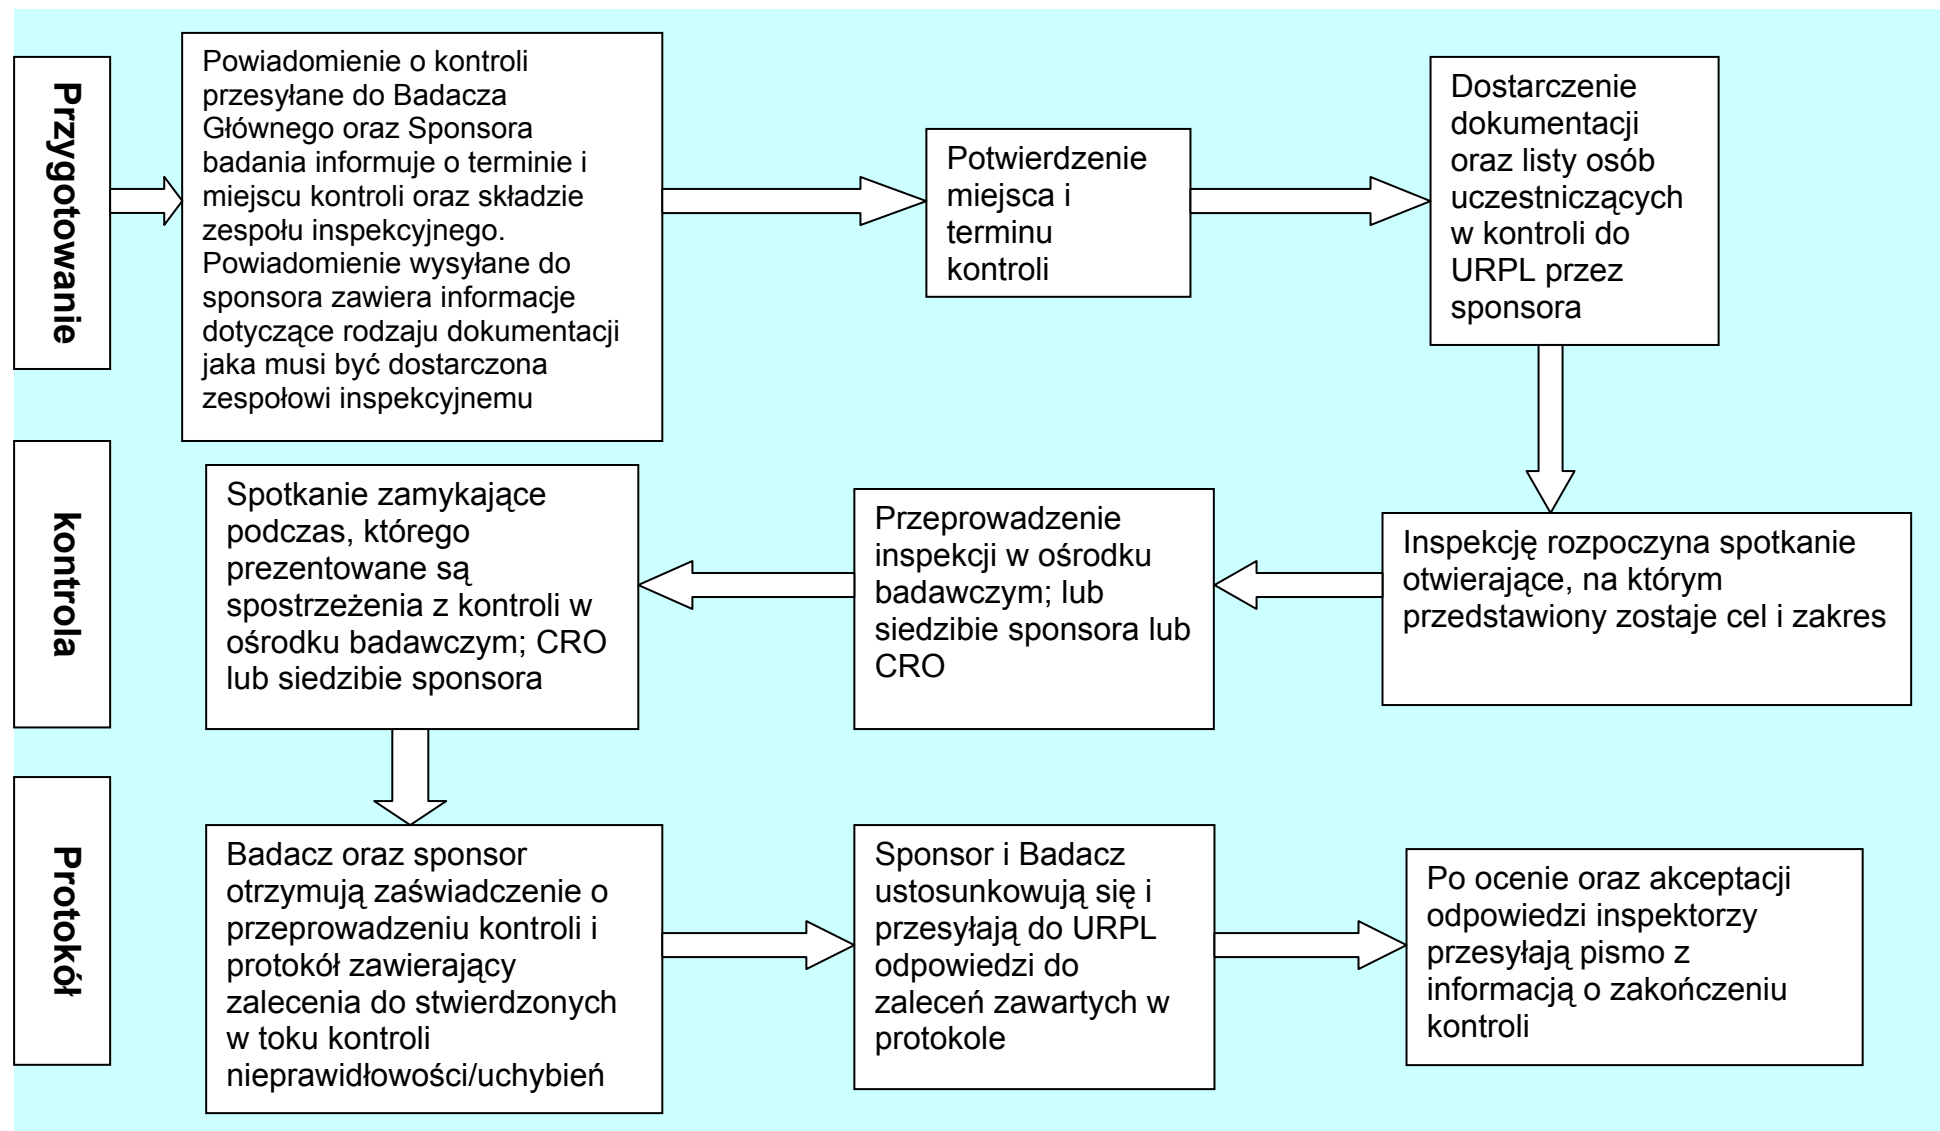 Przygotowanie
Powiadomienie o kontroli
przesyłane do Badacza
Głównego oraz Sponsora
badania informuje o terminie i
miejscu kontroli oraz składzie
zespołu inspekcyjnego.
Powiadomienie wysyłane do
sponsora zawiera informacje
dotyczące rodzaju dokumentacji
jaka musi być dostarczona
zespołowi inspekcyjnemu
Potwierdzenie
miejsca i
terminu
kontroli
Dostarczenie
dokumentacji
oraz listy osób
uczestniczących
w kontroli do
URPL przez
sponsora
kontrola
Inspekcję rozpoczyna spotkanie
otwierające, na którym
przedstawiony zostaje cel i zakres
Przeprowadzenie
inspekcji w ośrodku
badawczym; lub
siedzibie sponsora lub
CRO
Spotkanie zamykające
podczas, którego
prezentowane są
spostrzeżenia z kontroli w
ośrodku badawczym; CRO
lub siedzibie sponsora
Protokół
Badacz oraz sponsor
otrzymują zaświadczenie o
przeprowadzeniu kontroli i
protokół zawierający
zalecenia do stwierdzonych
w toku kontroli
nieprawidłowości/uchybień
Sponsor i Badacz
ustosunkowują się i
przesyłają do URPL
odpowiedzi do
zaleceń zawartych w
protokole
Po ocenie oraz akceptacji
odpowiedzi inspektorzy
przesyłają pismo z
informacją o zakończeniu
kontroli